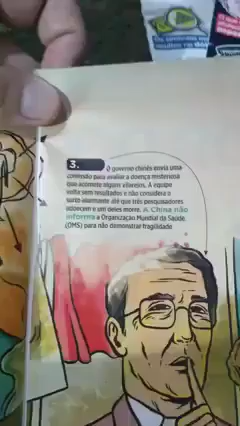 3.
O governo chinês envia uma
comissão para avaliar a doença misteriosa
que acomete alguns vilarejos. A equipe
volta sem resultados e não considera o
surto alarmante até que três pesquisadores
adoecem e um deles morre. A China não
informa a Organização Mundial da Saúde
(OMS) para não demonstrar fragilidade